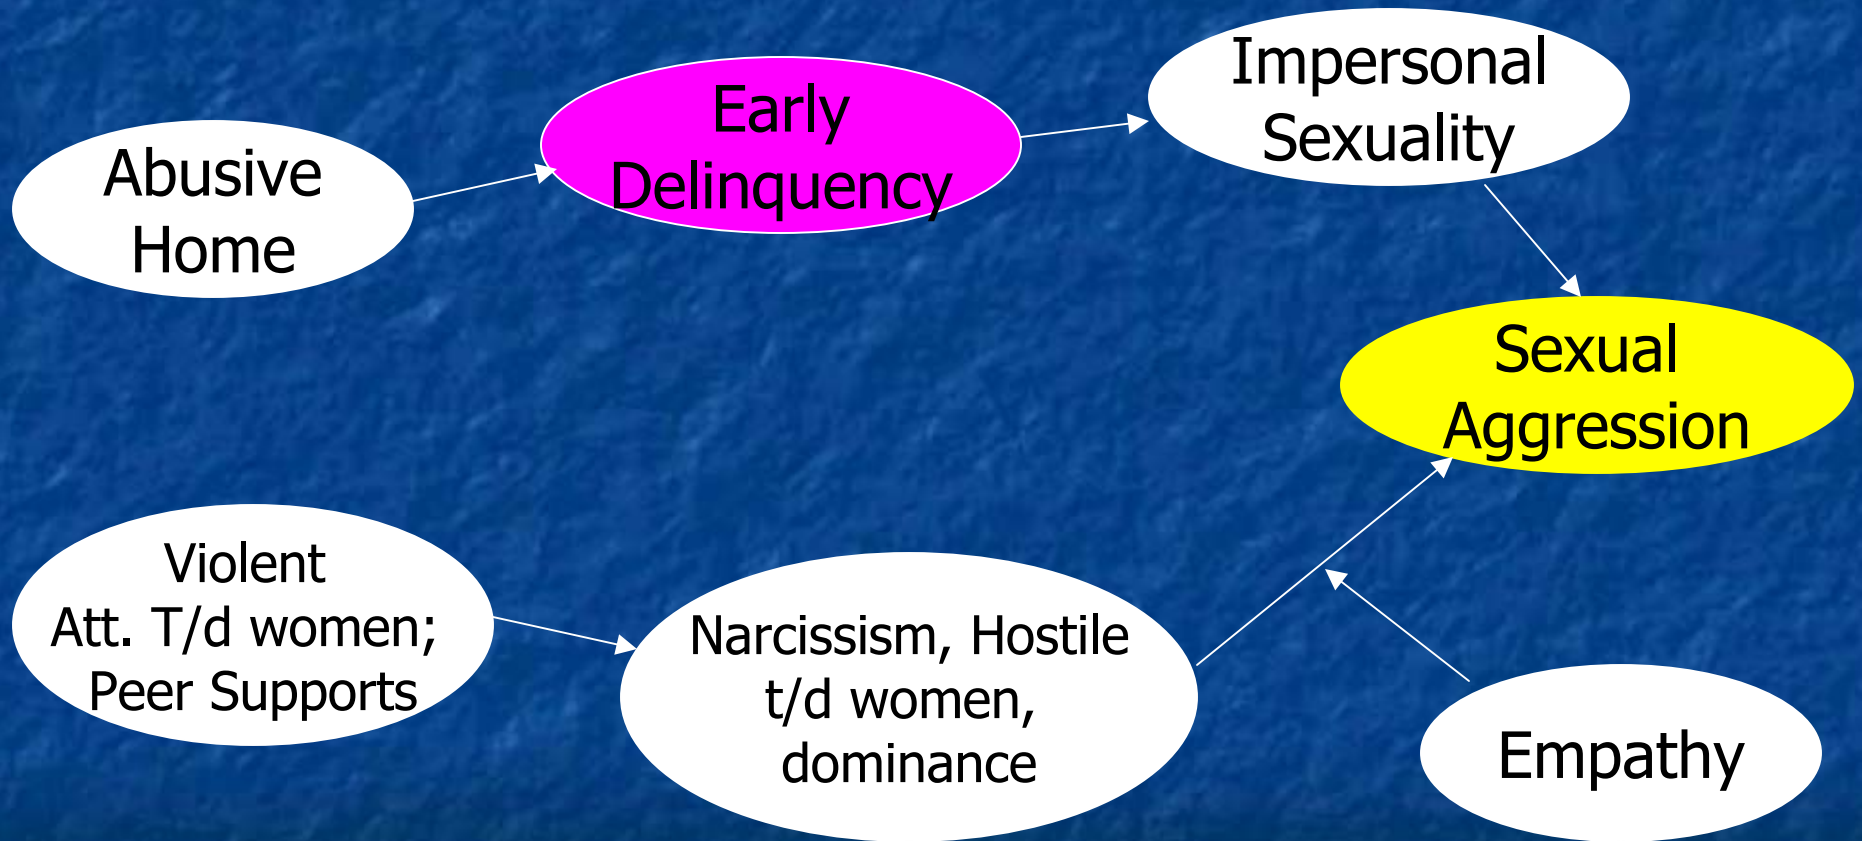 Abusive
Home
Early
Delinquency
Impersonal
Sexuality
Sexual
Aggression
Violent
Att. T/d women;
Peer Supports
Narcissism, Hostile
t/d women,
dominance
Empathy